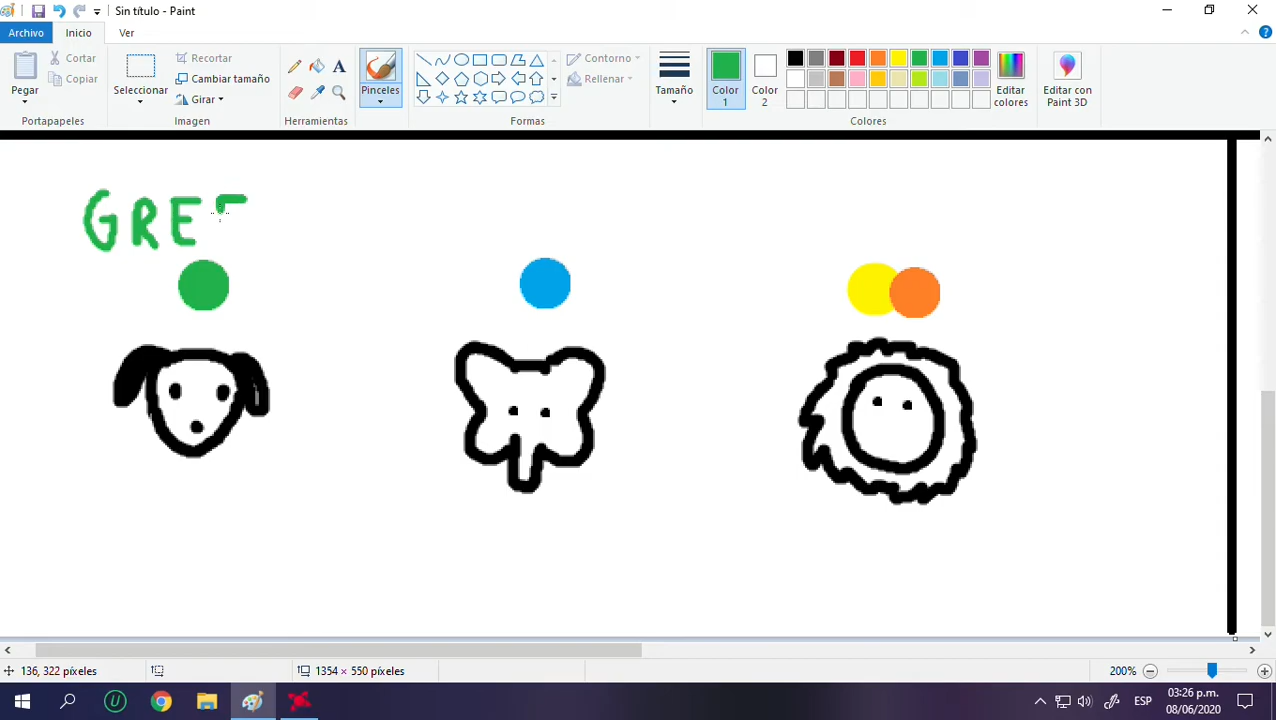 Sin título - Paint
Archivo Inicio Ver
Pegar
Cortar
Copiar
Portapapeles
Seleccionar
Recortar
Cambiar tamaño
Girar
Imagen
A
Herramientas
Pinceles
Contorno
Rellenar
Formas
Tamaño
Color 1
Color 2
Editar colores
Colores
Editar con Paint 3D
GRE
136, 322 píxeles
1354 × 550 píxeles
200%
ESP
03:26 p.m.
08/06/2020